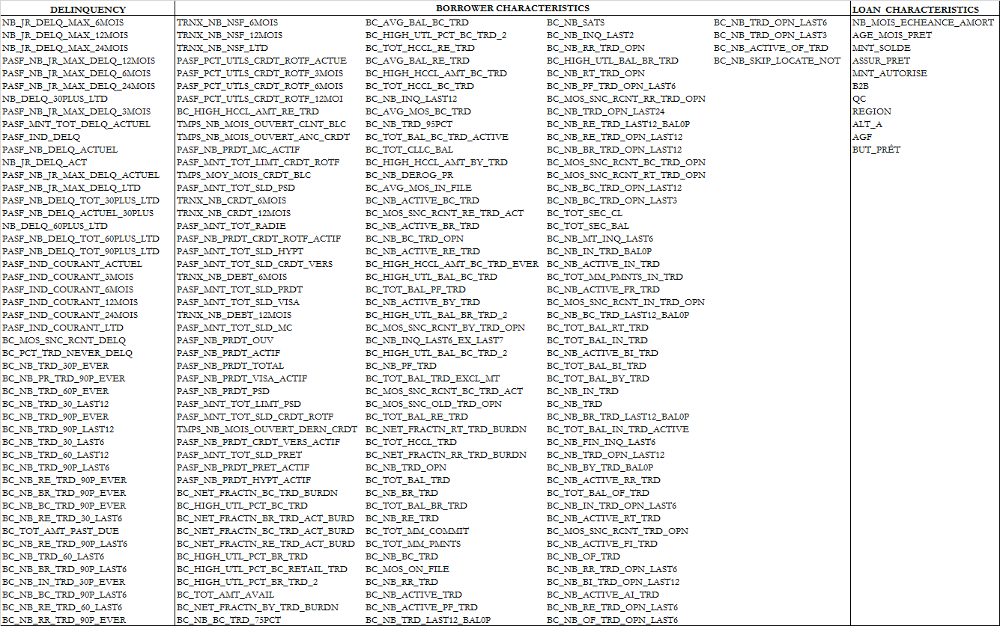 DELINQUENCY
NB_JR_DELQ_MAX_6MOIS
NB_JR_DELQ_MAX_12MOIS
NB_JR_DELQ_MAX_24MOIS
PASF_NB_JR_MAX_DELQ_12MOIS
PASF_NB_JR_MAX_DELQ_6MOIS
PASF_NB_JR_MAX_DELQ_24MOIS
NB_DELQ_30PLUS_LTD
PASF_NB_JR_MAX_DELQ_3MOIS
PASF_MNT_TOT_DELQ_ACTUEL
PASF_IND_DELQ
PASF_NB_DELQ_ACTUEL
NB_JR_DELQ_ACT
PASF_NB_JR_MAX_DELQ_ACTUEL
PASF_NB_JR_MAX_DELQ_LTD
PASF_NB_DELQ_TOT_30PLUS_LTD
PASF_NB_DELQ_ACTUEL_30PLUS
NB_DELQ_60PLUS_LTD
PASF_NB_DELQ_TOT_60PLUS_LTD
PASF_NB_DELQ_TOT_90PLUS_LTD
PASF_IND_COURANT_ACTUEL
PASF_IND_COURANT_3MOIS
PASF_IND_COURANT_6MOIS
PASF_IND_COURANT_12MOIS
PASF_IND_COURANT_24MOIS
PASF_IND_COURANT_LTD
BC_MOS_SNC_RCNT_DELQ
BC_PCT_TRD_NEVER_DELQ
BC_NB_TRD_30P_EVER
BC_NB_PR_TRD_90P_EVER
BC_NB_TRD_60P_EVER
BC_NB_TRD_30_LAST12
BC_NB_TRD_90P_EVER
BC_NB_TRD_90P_LAST12
BC_NB_TRD_30_LAST6
BC_NB_TRD_60_LAST12
BC_NB_TRD_90P_LAST6
BC_NB_RE_TRD_90P_EVER
BC_NB_BR_TRD_90P_EVER
BC_NB_BC_TRD_90P_EVER
BC_NB_RE_TRD_30_LAST6
BC_TOT_AMT_PAST_DUE
BC_NB_RE_TRD_90P_LAST6
BC_NB_TRD_60_LAST6
BC_NB_BR_TRD_90P_LAST6
BC_NB_IN_TRD_30P_EVER
BC_NB_BC_TRD_90P_LAST6
BC_NB_RE_TRD_60_LAST6
BC_NB_RR_TRD_90P_EVER
BORROWER CHARACTERISTICS
TRNX_NB_NSF_6MOIS
TRNX_NB_NSF_12MOIS
TRNX_NB_NSF_LTD
PASF_PCT_UTLS_CRDT_ROTF_ACTUE
PASF_PCT_UTLS_CRDT_ROTF_3MOIS
PASF_PCT_UTLS_CRDT_ROTF_6MOIS
PASF_PCT_UTLS_CRDT_ROTF_12MOI
BC_HIGH_HCCL_AMT_RE_TRD
TMPS_NB_MOIS_OUVERT_CLNT_BLC
TMPS_NB_MOIS_OUVERT_ANC_CRDT
PASF_NB_PRDT_MC_ACTIF
PASF_MNT_TOT_LIMT_CRDT_ROTF
TMPS_MOY_MOIS_CRDT_BLC
PASF_MNT_TOT_SLD_PSD
TRNX_NB_CRDT_6MOIS
TRNX_NB_CRDT_12MOIS
PASF_MNT_TOT_RADIE
PASF_NB_PRDT_CRDT_ROTF_ACTIF
PASF_MNT_TOT_SLD_HYPT
PASF_MNT_TOT_SLD_CRDT_VERS
TRNX_NB_DEBT_6MOIS
PASF_MNT_TOT_SLD_PRDT
PASF_MNT_TOT_SLD_VISA
TRNX_NB_DEBT_12MOIS
PASF_MNT_TOT_SLD_MC
PASF_NB_PRDT_OUV
PASF_NB_PRDT_ACTIF
PASF_NB_PRDT_TOTAL
PASF_NB_PRDT_VISA_ACTIF
PASF_NB_PRDT_PSD
PASF_MNT_TOT_LIMT_PSD
PASF_MNT_TOT_SLD_CRDT_ROTF
TMPS_NB_MOIS_OUVERT_DERN_CRDT
PASF_NB_PRDT_CRDT_VERS_ACTIF
PASF_MNT_TOT_SLD_PRET
PASF_NB_PRDT_PRET_ACTIF
PASF_NB_PRDT_HYPT_ACTIF
BC_NET_FRACTN_BC_TRD_BURDN
BC_HIGH_UTL_PCT_BC_TRD
BC_NET_FRACTN_BR_TRD_ACT_BURD
BC_NET_FRACTN_BC_TRD_ACT_BURD
BC_NET_FRACTN_RE_TRD_ACT_BURD
BC_HIGH_UTL_PCT_BR_TRD
BC_HIGH_UTL_PCT_BC_RETAIL_TRD
BC_HIGH_UTL_PCT_BR_TRD_2
BC_TOT_AMT_AVAIL
BC_NET_FRACTN_BY_TRD_BURDN
BC_NB_BC_TRD_75PCT
BC_AVG_BAL_BC_TRD
BC_HIGH_UTL_PCT_BC_TRD_2
BC_TOT_HCCL_RE_TRD
BC_AVG_BAL_RE_TRD
BC_HIGH_HCCL_AMT_BC_TRD
BC_TOT_HCCL_BC_TRD
BC_NB_INQ_LAST12
BC_AVG_MOS_BC_TRD
BC_NB_TRD_95PCT
BC_TOT_BAL_BC_TRD_ACTIVE
BC_TOT_CLLC_BAL
BC_HIGH_HCCL_AMT_BY_TRD
BC_NB_DEROG_PR
BC_AVG_MOS_IN_FILE
BC_NB_ACTIVE_BC_TRD
BC_MOS_SNC_RCNT_RE_TRD_ACT
BC_NB_ACTIVE_BR_TRD
BC_NB_BC_TRD_OPN
BC_NB_ACTIVE_RE_TRD
BC_HIGH_HCCL_AMT_BC_TRD_EVER
BC_HIGH_UTL_BAL_BC_TRD
BC_TOT_BAL_PF_TRD
BC_NB_ACTIVE_BY_TRD
BC_HIGH_UTL_BAL_BR_TRD_2
BC_MOS_SNC_RCNT_BY_TRD_OPN
BC_NB_INQ_LAST6_EX_LAST7
BC_HIGH_UTL_BAL_BC_TRD_2
BC_NB_PF_TRD
BC_TOT_BAL_TRD_EXCL_MT
BC_MOS_SNC_RCNT_BC_TRD_ACT
BC_MOS_SNC_OLD_TRD_OPN
BC_TOT_BAL_RE_TRD
BC_NET_FRACTN_RT_TRD_BURDN
BC_TOT_HCCL_TRD
BC_NET_FRACTN_RR_TRD_BURDN
BC_NB_TRD_OPN
BC_TOT_BAL_TRD
BC_NB_BR_TRD
BC_TOT_BAL_BR_TRD
BC_NB_RE_TRD
BC_TOT_MM_COMMIT
BC_TOT_MM_PMNTS
BC_NB_BC_TRD
BC_MOS_ON_FILE
BC_NB_RR_TRD
BC_NB_ACTIVE_TRD
BC_NB_ACTIVE_PF_TRD
BC_NB_TRD_LAST12_BAL0P
BC_NB_SATS
BC_NB_INQ_LAST2
BC_NB_RR_TRD_OPN
BC_HIGH_UTL_BAL_BR_TRD
BC_NB_RT_TRD_OPN
BC_NB_PF_TRD_OPN_LAST6
BC_MOS_SNC_RCNT_RR_TRD_OPN
BC_NB_TRD_OPN_LAST24
BC_NB_RE_TRD_LAST12_BAL0P
BC_NB_RE_TRD_OPN_LAST12
BC_NB_BR_TRD_OPN_LAST12
BC_MOS_SNC_RCNT_BC_TRD_OPN
BC_MOS_SNC_RCNT_RT_TRD_OPN
BC_NB_BC_TRD_OPN_LAST12
BC_NB_BC_TRD_OPN_LAST3
BC_TOT_SEC_CL
BC_TOT_SEC_BAL
BC_NB_MT_INQ_LAST6
BC_NB_IN_TRD_BAL0P
BC_NB_ACTIVE_IN_TRD
BC_TOT_MM_PMNTS_IN_TRD
BC_NB_ACTIVE_FR_TRD
BC_MOS_SNC_RCNT_IN_TRD_OPN
BC_NB_BC_TRD_LAST12_BAL0P
BC_TOT_BAL_RT_TRD
BC_TOT_BAL_IN_TRD
BC_NB_ACTIVE_BI_TRD
BC_TOT_BAL_BI_TRD
BC_TOT_BAL_BY_TRD
BC_NB_IN_TRD
BC_NB_TRD
BC_NB_BR_TRD_LAST12_BAL0P
BC_TOT_BAL_IN_TRD_ACTIVE
BC_NB_FIN_INQ_LAST6
BC_NB_TRD_OPN_LAST12
BC_NB_BY_TRD_BAL0P
BC_NB_ACTIVE_RR_TRD
BC_TOT_BAL_OF_TRD
BC_NB_IN_TRD_OPN_LAST6
BC_NB_ACTIVE_RT_TRD
BC_MOS_SNC_RCNT_TRD_OPN
BC_NB_ACTIVE_FI_TRD
BC_NB_OF_TRD
BC_NB_RR_TRD_OPN_LAST6
BC_NB_BI_TRD_OPN_LAST12
BC_NB_ACTIVE_AI_TRD
BC_NB_RE_TRD_OPN_LAST6
BC_NB_OF_TRD_OPN_LAST6
BC_NB_TRD_OPN_LAST6
BC_NB_TRD_OPN_LAST3
BC_NB_ACTIVE_OF_TRD
BC_NB_SKIP_LOCATE_NOT
LOAN CHARACTERISTICS
NB_MOIS_ECHEANCE_AMORT
AGE_MOIS_PRET
MNT_SOLDE
ASSUR_PRET
MNT_AUTORISE
B2B
QC
REGION
ALT_A
AGF
BUT_PRÊT